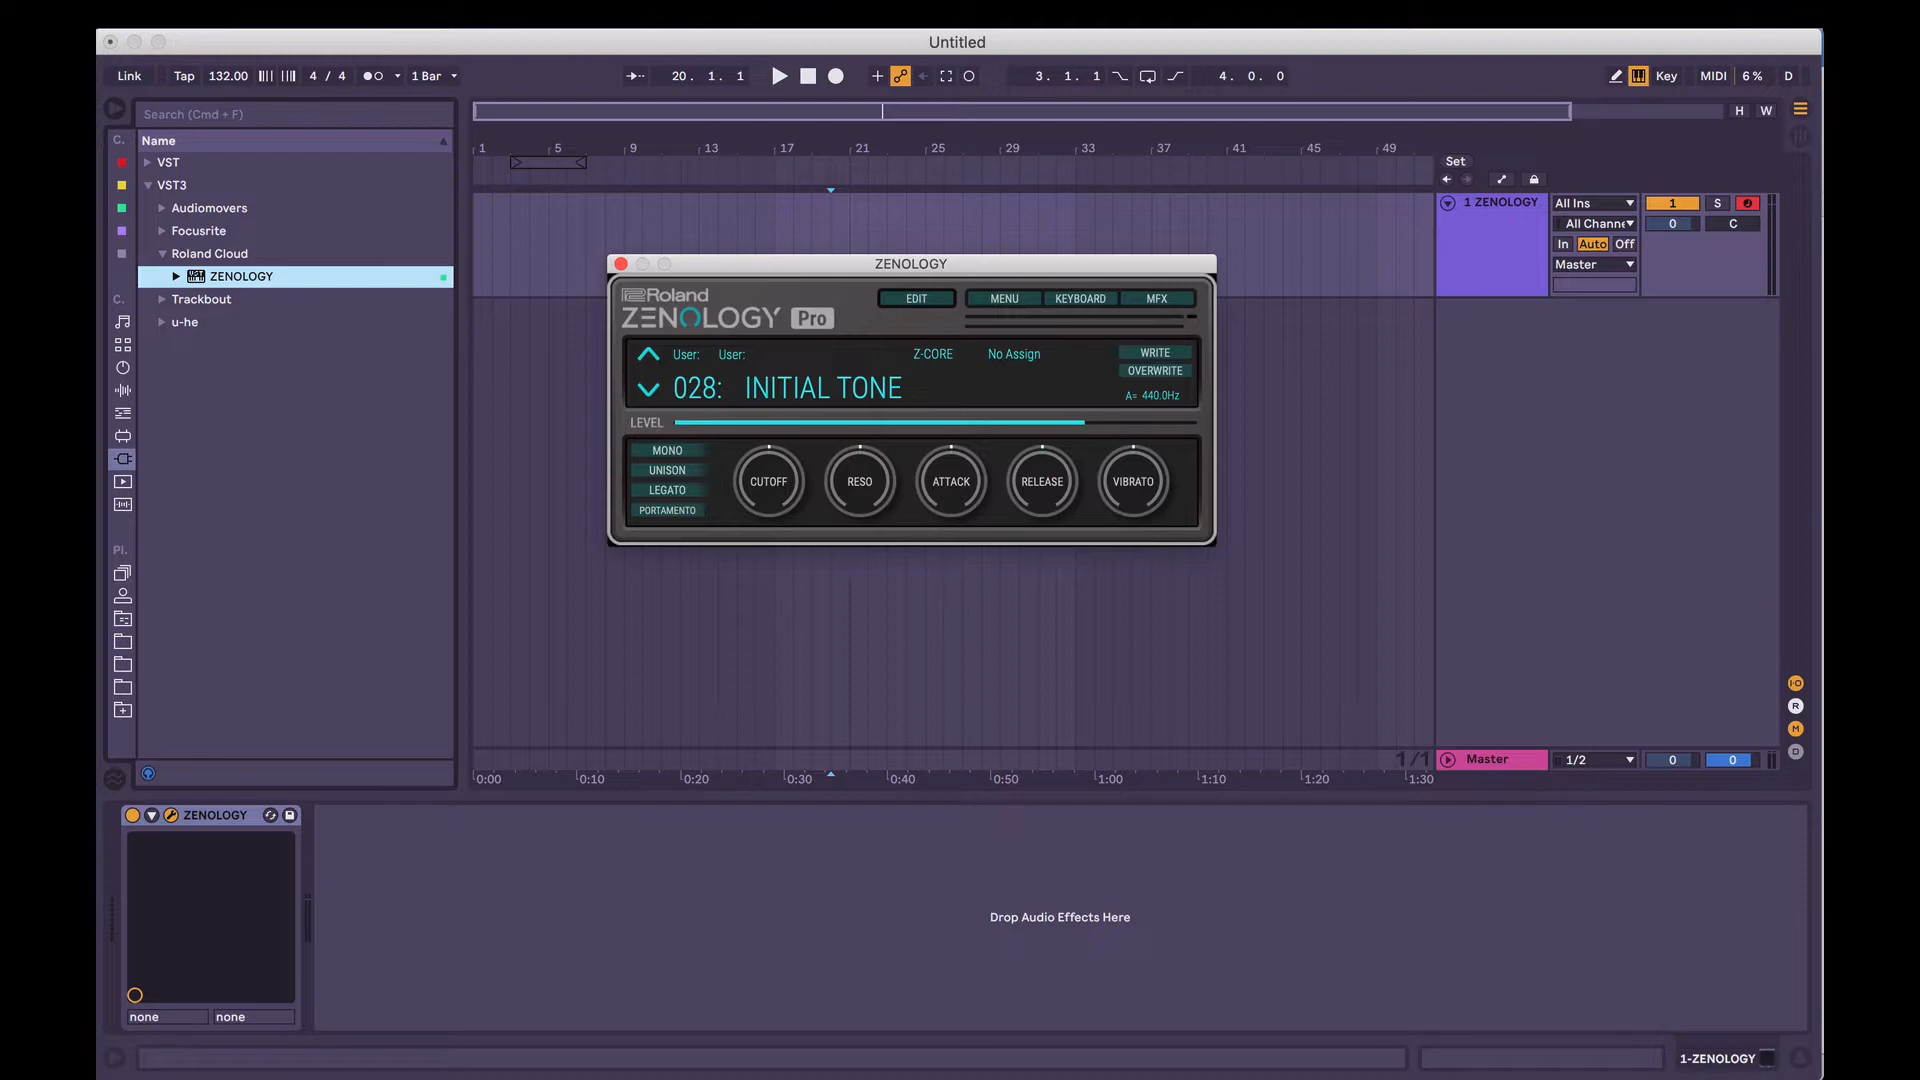 Untitled
Link Tap 132.00 4 / 4 1 Bar 20. 1. 1 3. 1. 1 4. 0. 0 Key MIDI 6 % D
Search (Cmd + F)
H W
C.
Name
VST
VST3
Audiomovers
Focusrite
Roland Cloud
ZENOLOGY
C.
Trackbout
u-he
Pl.
1 5 9 13 17 21 25 29 33 37 41 45 49
Set
1 ZENOLOGY
All Ins
1 S
All Channe
0 C
In Auto Off
Master
ZENOLOGY
Roland
ZENOLOGY Pro
EDIT MENU KEYBOARD MFX
User: User: Z-CORE No Assign
WRITE
OVERWRITE
028: INITIAL TONE
A= 440.0Hz
LEVEL
MONO
UNISON
LEGATO
PORTAMENTO
CUTOFF RESO ATTACK RELEASE VIBRATO
I·O
R
M
D
1/1
Master 1/2 0 0
0:00 0:10 0:20 0:30 0:40 0:50 1:00 1:10 1:20 1:30
ZENOLOGY
none none
Drop Audio Effects Here
1-ZENOLOGY